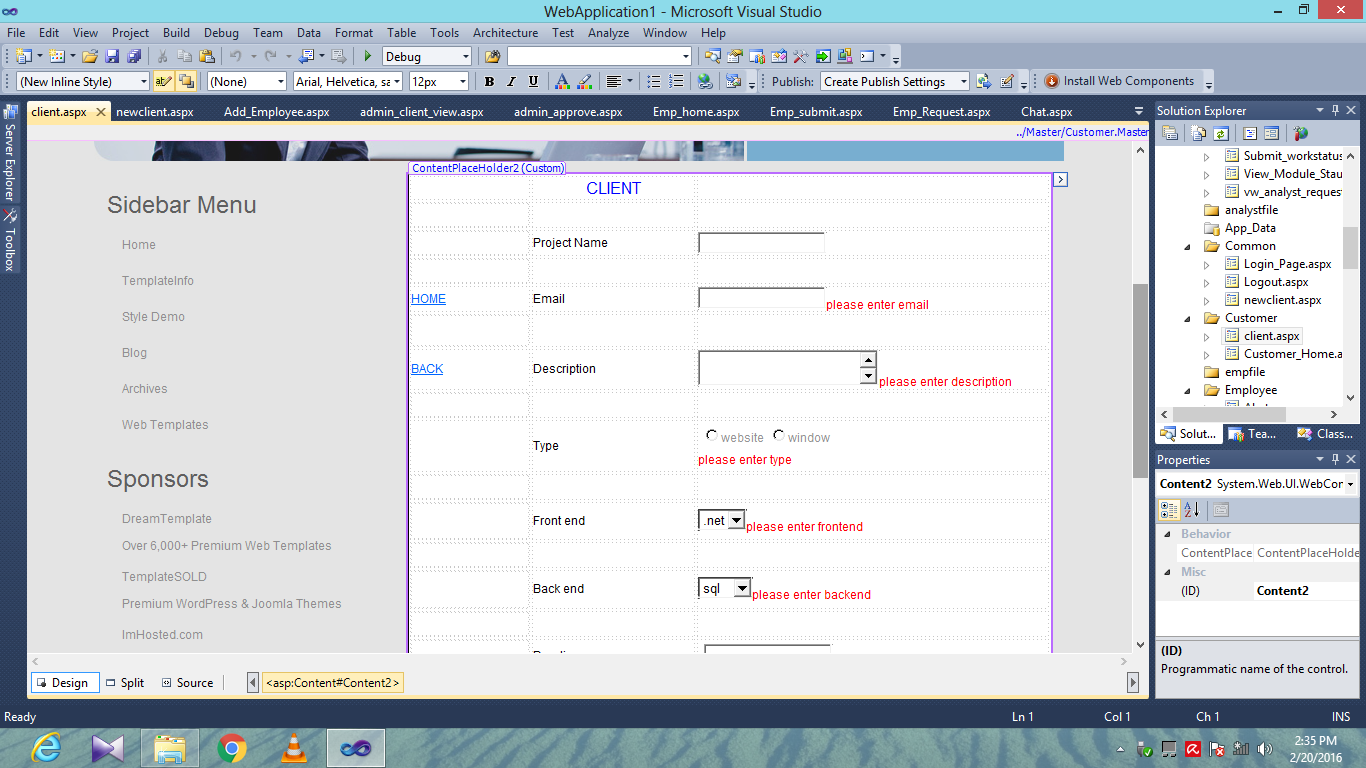 WebApplication1 - Microsoft Visual Studio
File Edit View Project Build Debug Team Data Format Table Tools Architecture Test Analyze Window Help
Debug
(New Inline Style) (None) Arial, Helvetica, sa 12px B I U A Publish: Create Publish Settings Install Web Components
client.aspx newclient.aspx Add_Employee.aspx admin_client_view.aspx admin_approve.aspx Emp_home.aspx Emp_submit.aspx Emp_Request.aspx Chat.aspx
../Master/Customer.Master
Server Explorer
Toolbox
ContentPlaceHolder2 (Custom)
Sidebar Menu
Home
TemplateInfo
Style Demo
Blog
Archives
Web Templates
Sponsors
DreamTemplate
Over 6,000+ Premium Web Templates
TemplateSOLD
Premium WordPress & Joomla Themes
ImHosted.com
CLIENT
Project Name
HOME Email please enter email
BACK Description please enter description
Type website window
please enter type
Front end .net please enter frontend
Back end sql please enter backend
Design Split Source <asp:Content#Content2>
Solution Explorer
Submit_workstatus
View_Module_Stau
vw_analyst_request
analystfile
App_Data
Common
Login_Page.aspx
Logout.aspx
newclient.aspx
Customer
client.aspx
Customer_Home.a
empfile
Employee
Solut... Tea... Class...
Properties
Content2 System.Web.UI.WebCor
Behavior
ContentPlace ContentPlaceHolde
Misc
(ID) Content2
(ID)
Programmatic name of the control.
Ready Ln 1 Col 1 Ch 1 INS
2:35 PM
2/20/2016